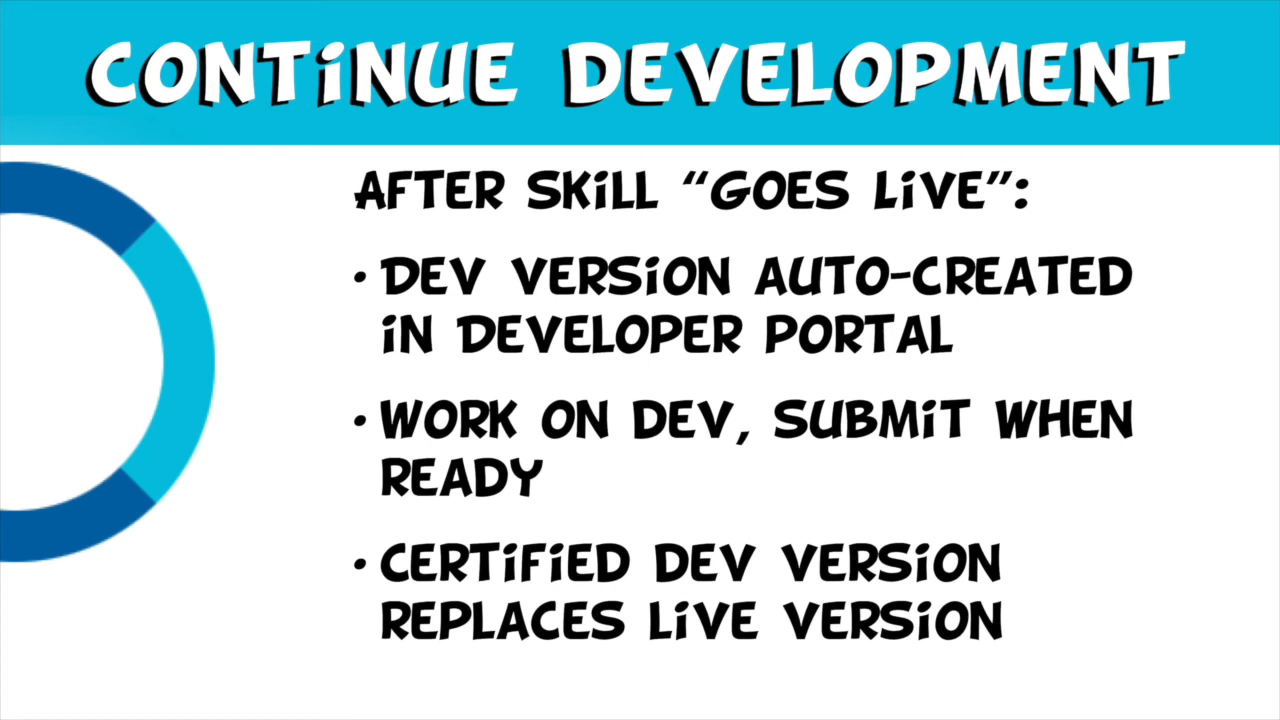 CONTINUE DEVELOPMENT
AFTER SKILL “GOES LIVE”:
• DEV VERSION AUTO-CREATED
IN DEVELOPER PORTAL
• WORK ON DEV, SUBMIT WHEN
READY
• CERTIFIED DEV VERSION
REPLACES LIVE VERSION